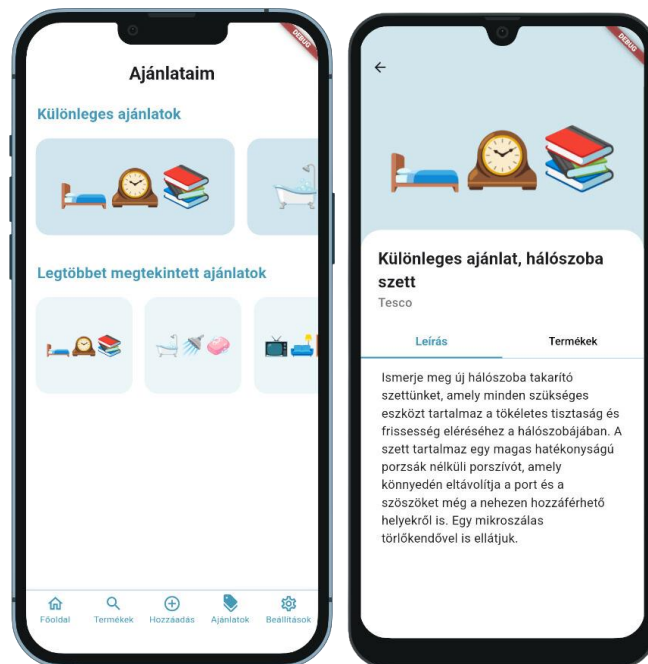 DEBUG
Ajánlataim
Különleges ajánlatok
Legtöbbet megtekintett ajánlatok
Főoldal
Termékek
Hozzáadás
Ajánlatok
Beállítások
DEBUG
Különleges ajánlat, hálószoba
szett
Tesco
Leírás
Termékek
Ismerje meg új hálószoba takarító
szettünket, amely minden szükséges
eszközt tartalmaz a tökéletes tisztaság és
frissesség eléréséhez a hálószobájában. A
szett tartalmaz egy magas hatékonyságú
porzsák nélküli porszívót, amely
könnyedén eltávolítja a port és a
szöszöket még a nehezen hozzáférhető
helyekről is. Egy mikroszálas
törlőkendővel is ellátjuk.